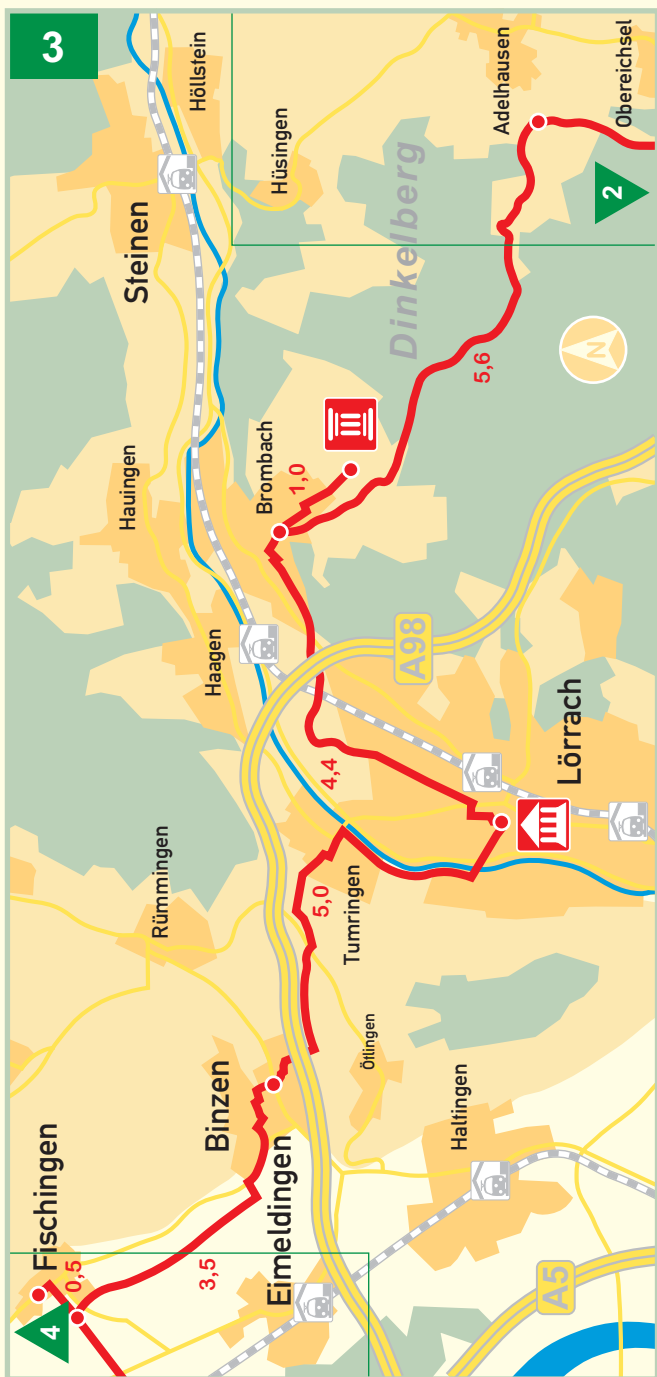 3
Höllstein
Steinen
Hüsingen
Adelhausen
Obereichsel
2
Dinkelberg
N
5,6
Hauingen
Brombach
1,0
Haagen
A98
4,4
Lörrach
Rümmingen
5,0
Tumringen
Ötlingen
Binzen
Haltingen
Fischingen
0,5
4
3,5
Eimeldingen
A5